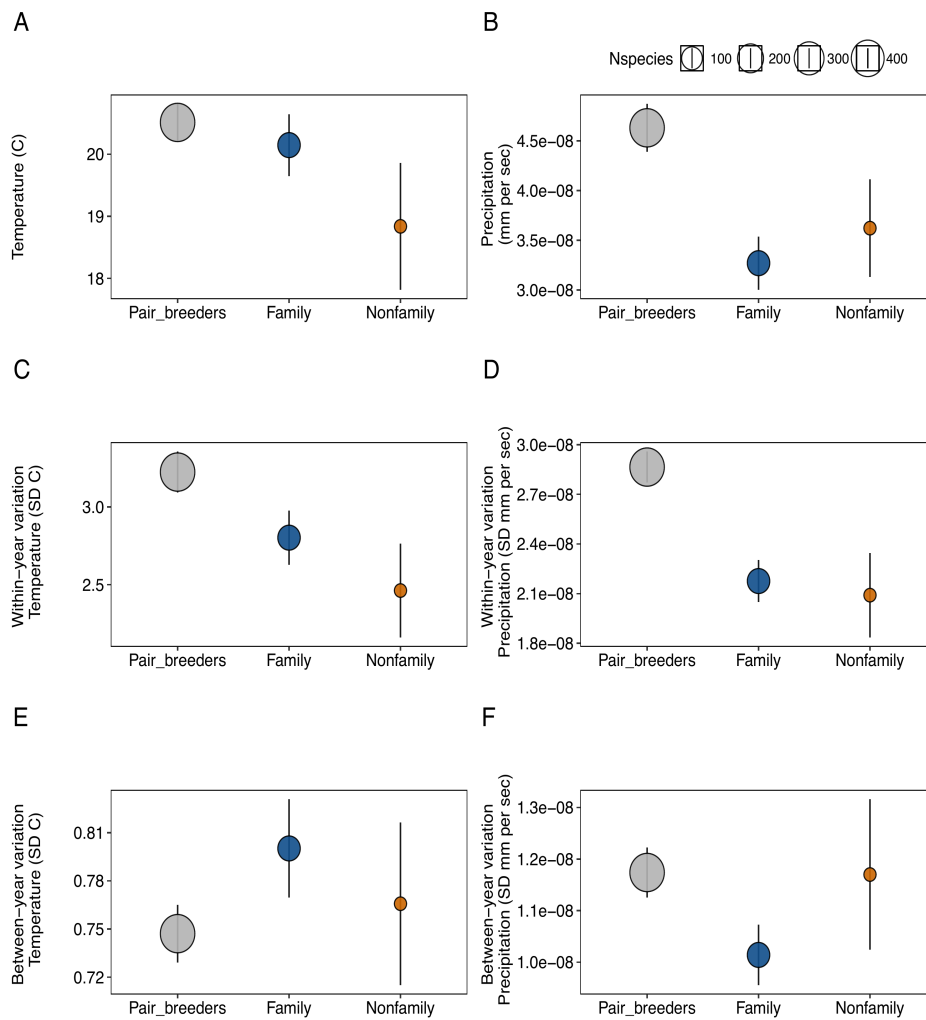 A
B
Nspecies 100 200 300 400
Temperature (C)
20
19
18
Pair_breeders Family Nonfamily
Precipitation
(mm per sec)
4.5e−08
4.0e−08
3.5e−08
3.0e−08
Pair_breeders Family Nonfamily
C
D
Within−year variation
Temperature (SD C)
3.0
2.5
Pair_breeders Family Nonfamily
Within−year variation
Precipitation (SD mm per sec)
3.0e−08
2.7e−08
2.4e−08
2.1e−08
1.8e−08
Pair_breeders Family Nonfamily
E
F
Between−year variation
Temperature (SD C)
0.81
0.78
0.75
0.72
Pair_breeders Family Nonfamily
Between−year variation
Precipitation (SD mm per sec)
1.3e−08
1.2e−08
1.1e−08
1.0e−08
Pair_breeders Family Nonfamily